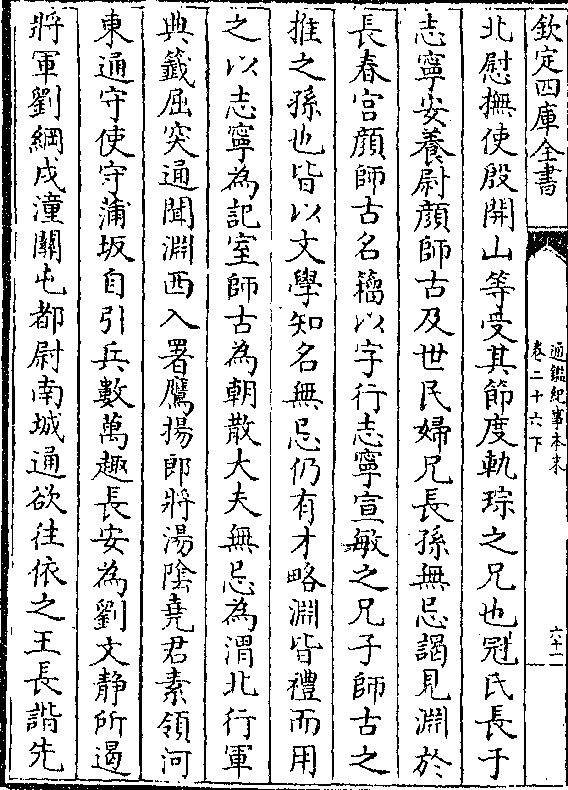 欽定四庫全書
通鑑紀事本末
卷二十六下
六十一
北慰撫使殷開山等受其節度軌琮之兄也冠氏長于
志寧安養尉顏師古及世民婦兄長孫無忌謁見淵於
長春宮顏師古名籀以字行志寧宣敏之兄子師古之
推之孫也皆以文學知名無忌仍有才略淵皆禮而用
之以志寧為記室師古為朝散大夫無忌為渭北行軍
典籖屈突通聞淵西入署鷹揚郎將湯陰堯君素領河
東通守使守蒲坂自引兵數萬趣長安為劉文靜所遏
將軍劉綱戍潼關屯都尉南城通欲往依之王長諧先